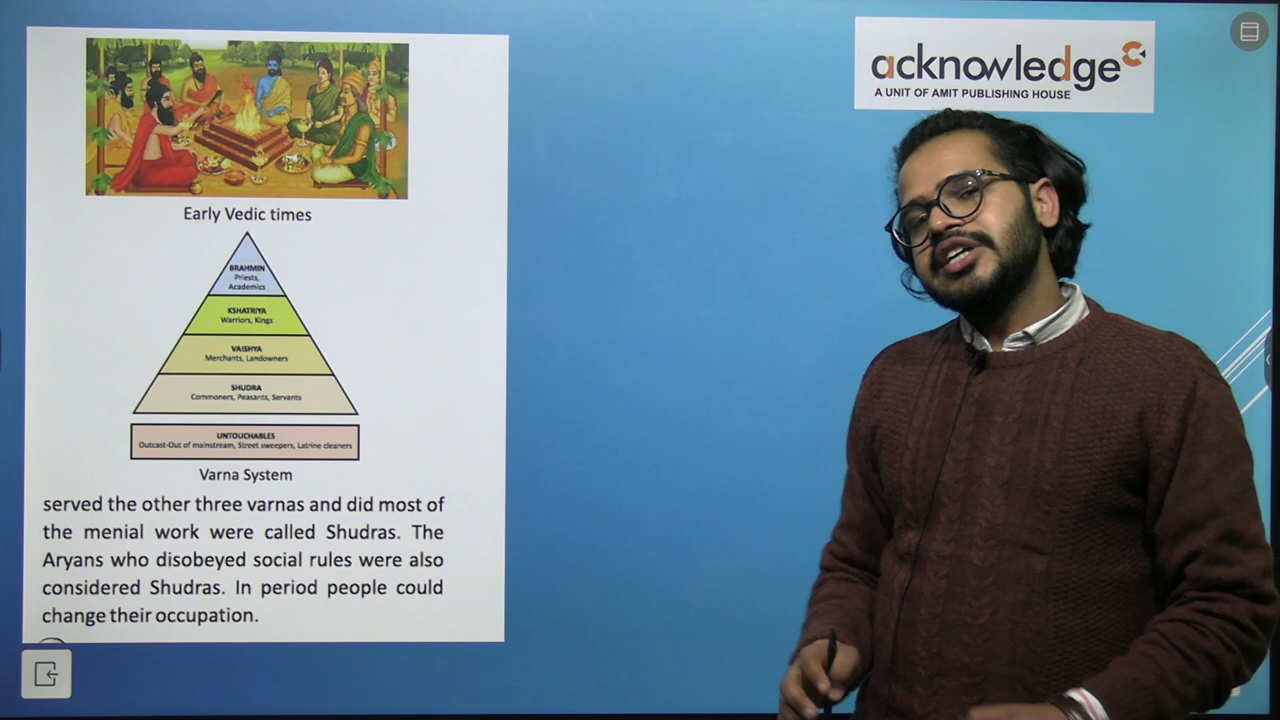 acknowledge
A UNIT OF AMIT PUBLISHING HOUSE
Early Vedic times
BRAHMIN
Priests,
Academics
KSHATRIYA
Warriors, Kings
VAISHYA
Merchants, Landowners
SHUDRA
Commoners, Peasants, Servants
UNTOUCHABLES
Outcast-Out of mainstream, Street sweepers, Latrine cleaners
Varna System
served the other three varnas and did most of
the menial work were called Shudras. The
Aryans who disobeyed social rules were also
considered Shudras. In period people could
change their occupation.